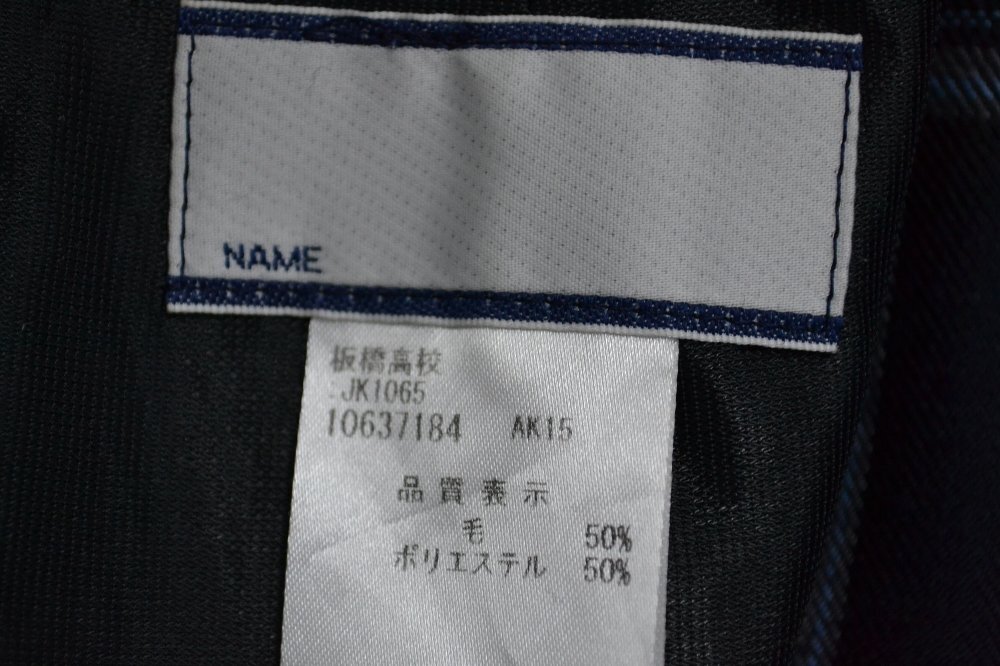 NAME
板橋高校
JK1065
10637184 AK15
品質表示
毛 50%
ポリエステル 50%